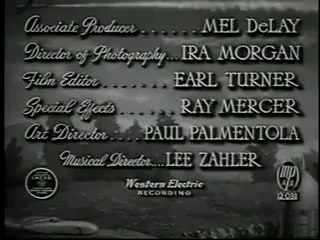 Associate Producer ....... MEL DeLAY
Director of Photography ... IRA MORGAN
Film Editor ........ EARL TURNER
Special Effects ....... RAY MERCER
Art Director ..... PAUL PALMENTOLA
Musical Director .... LEE ZAHLER
Western Electric
RECORDING